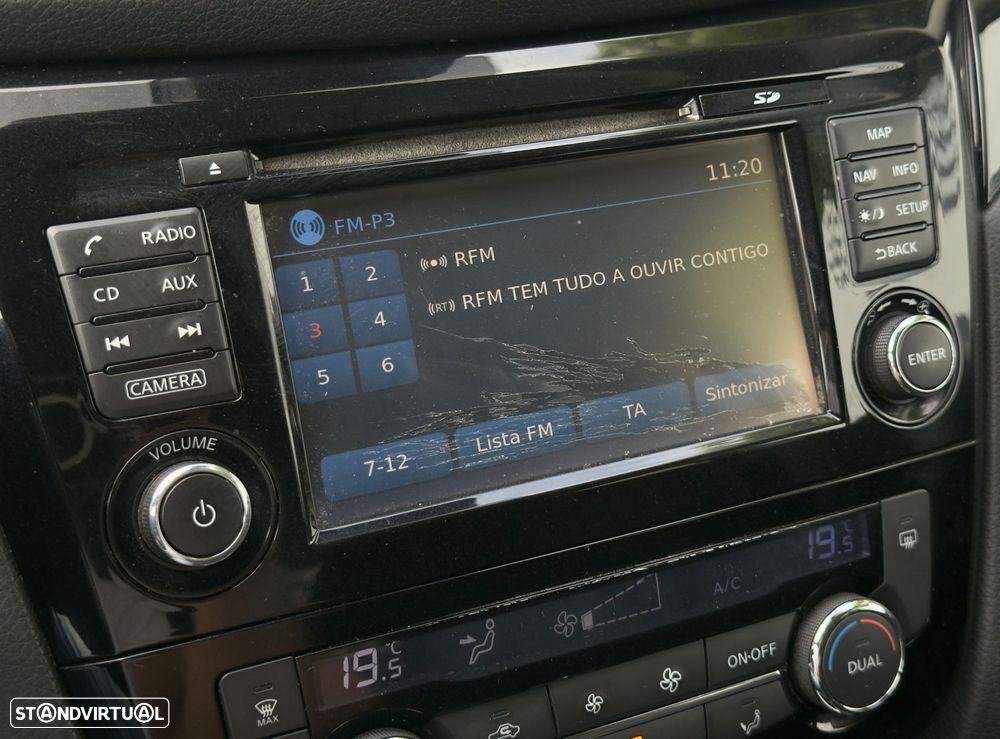 SD
MAP
NAV INFO
SETUP
BACK
ENTER
RADIO
CD AUX
CAMERA
VOLUME
FM-P3
11:20
1 2
3 4
5 6
RFM
(RT) RFM TEM TUDO A OUVIR CONTIGO
7-12 Lista FM TA Sintonizar
19.5 °C
A/C
19.5 °C
MAX
ON·OFF
DUAL
STANDVIRTUAL